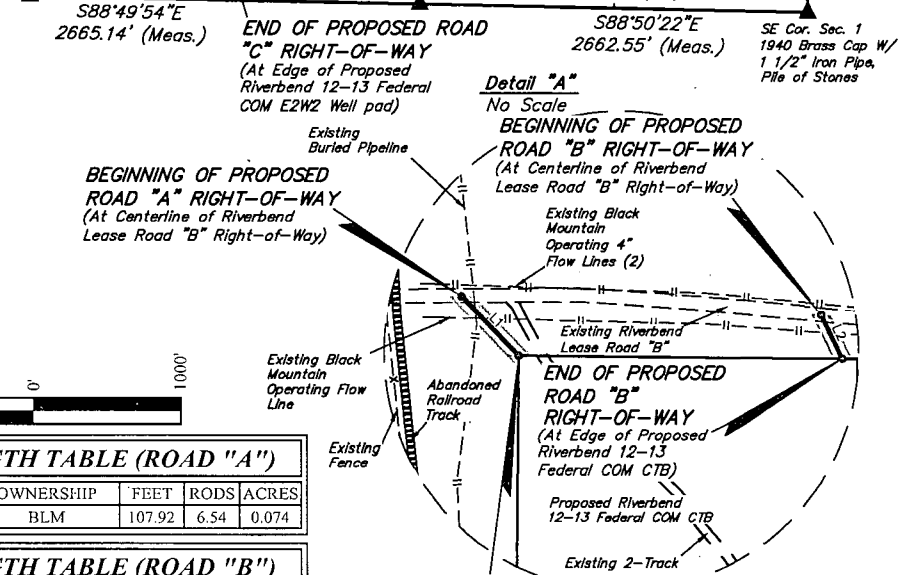 S88°49'54"E
2665.14' (Meas.)
END OF PROPOSED ROAD
"C" RIGHT-OF-WAY
(At Edge of Proposed
Riverbend 12-13 Federal
COM E2W2 Well pad)
S88°50'22"E
2662.55' (Meas.)
SE Cor. Sec. 1
1940 Brass Cap W/
1 1/2" Iron Pipe,
Pile of Stones
Detail "A"
No Scale
Existing
Buried Pipeline
BEGINNING OF PROPOSED
ROAD "B" RIGHT-OF-WAY
(At Centerline of Riverbend
Lease Road "B" Right-of-Way)
BEGINNING OF PROPOSED
ROAD "A" RIGHT-OF-WAY
(At Centerline of Riverbend
Lease Road "B" Right-of-Way)
Existing Black
Mountain
Operating 4"
Flow Lines (2)
L1
Existing Riverbend
Lease Road "B"
Existing Black
Mountain
Operating Flow
Line
Abandoned
Railroad
Track
Existing
Fence
END OF PROPOSED
ROAD "B"
RIGHT-OF-WAY
(At Edge of Proposed
Riverbend 12-13
Federal COM CTB)
Proposed Riverbend
12-13 Federal COM CTB
Existing 2-Track
0'
1000'
TH TABLE (ROAD "A")
OWNERSHIP FEET RODS ACRES
BLM 107.92 6.54 0.074
TH TABLE (ROAD "B")